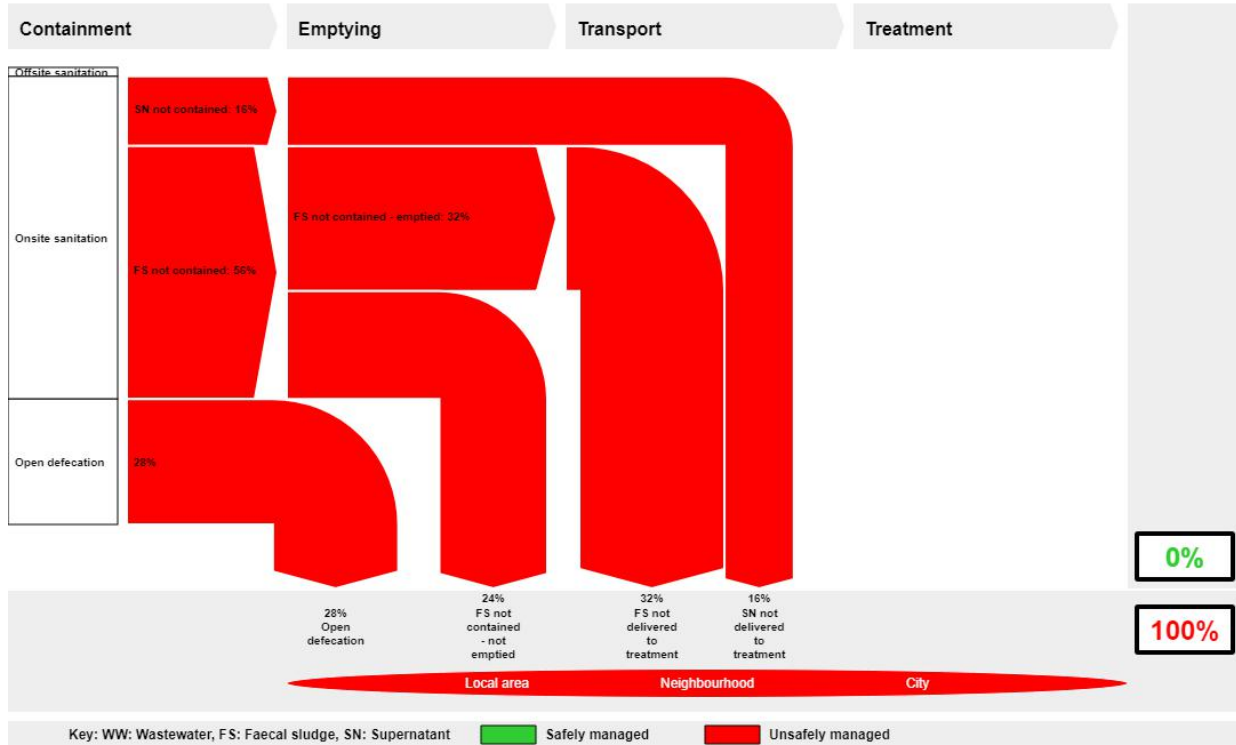 Containment
Emptying
Transport
Treatment
Offsite sanitation
SN not contained: 16%
FS not contained - emptied: 32%
Onsite sanitation
FS not contained: 56%
Open defecation
28%
0%
28%
Open
defecation
24%
FS not
contained
- not
emptied
32%
FS not
delivered
to
treatment
16%
SN not
delivered
to
treatment
100%
Local area
Neighbourhood
City
Key: WW: Wastewater, FS: Faecal sludge, SN: Supernatant
Safely managed
Unsafely managed